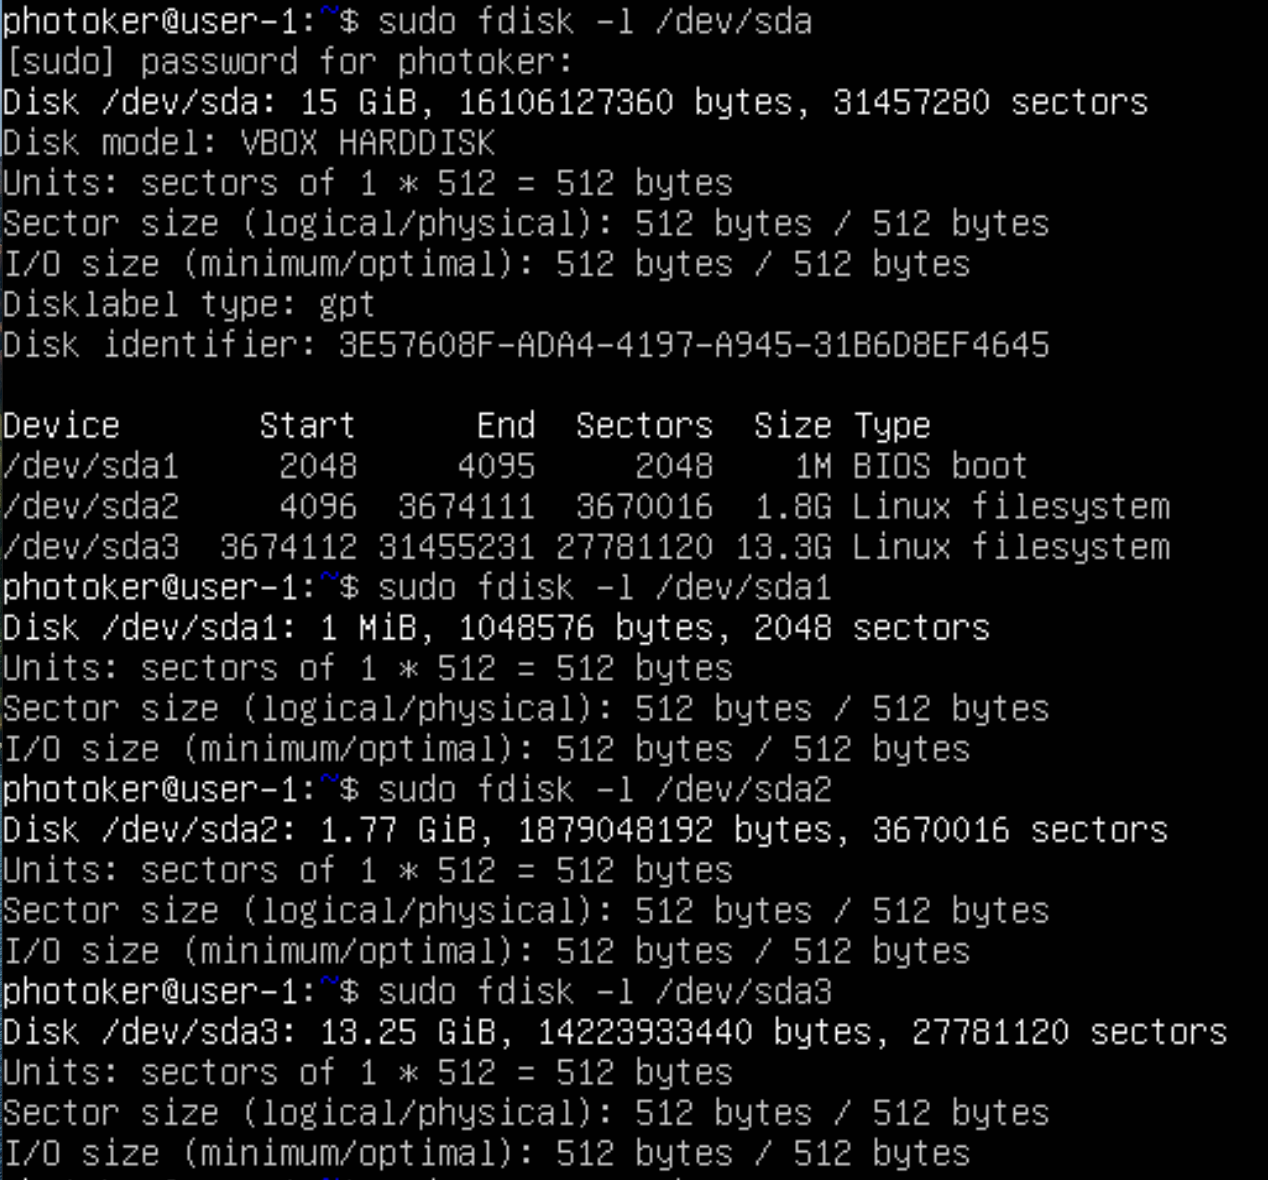 photoker@user-1:~$ sudo fdisk -l /dev/sda
[sudo] password for photoker:
Disk /dev/sda: 15 GiB, 16106127360 bytes, 31457280 sectors
Disk model: VBOX HARDDISK
Units: sectors of 1 * 512 = 512 bytes
Sector size (logical/physical): 512 bytes / 512 bytes
I/O size (minimum/optimal): 512 bytes / 512 bytes
Disklabel type: gpt
Disk identifier: 3E57608F-ADA4-4197-A945-31B6D8EF4645
Device Start End Sectors Size Type
/dev/sda1 2048 4095 2048 1M BIOS boot
/dev/sda2 4096 3674111 3670016 1.8G Linux filesystem
/dev/sda3 3674112 31455231 27781120 13.3G Linux filesystem
photoker@user-1:~$ sudo fdisk -l /dev/sda1
Disk /dev/sda1: 1 MiB, 1048576 bytes, 2048 sectors
Units: sectors of 1 * 512 = 512 bytes
Sector size (logical/physical): 512 bytes / 512 bytes
I/O size (minimum/optimal): 512 bytes / 512 bytes
photoker@user-1:~$ sudo fdisk -l /dev/sda2
Disk /dev/sda2: 1.77 GiB, 1879048192 bytes, 3670016 sectors
Units: sectors of 1 * 512 = 512 bytes
Sector size (logical/physical): 512 bytes / 512 bytes
I/O size (minimum/optimal): 512 bytes / 512 bytes
photoker@user-1:~$ sudo fdisk -l /dev/sda3
Disk /dev/sda3: 13.25 GiB, 14223933440 bytes, 27781120 sectors
Units: sectors of 1 * 512 = 512 bytes
Sector size (logical/physical): 512 bytes / 512 bytes
I/O size (minimum/optimal): 512 bytes / 512 bytes